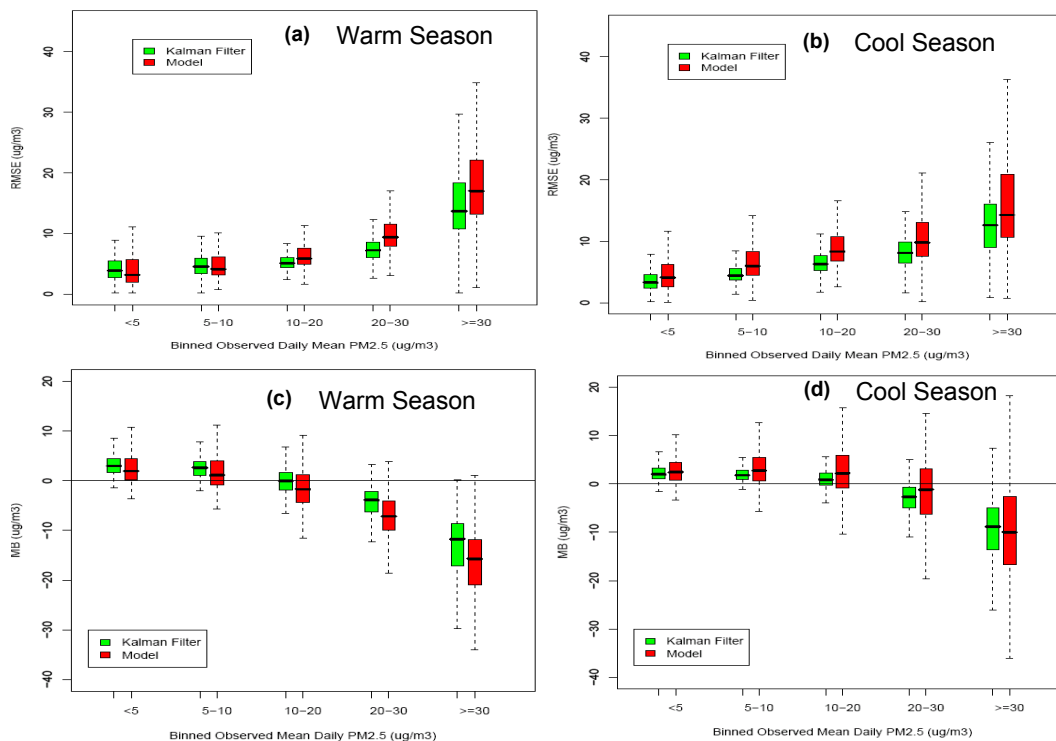 (a) Warm Season
Kalman Filter
Model
RMSE (ug/m3)
40
30
20
10
0
<5 5−10 10−20 20−30 >=30
Binned Observed Daily Mean PM2.5 (ug/m3)
(b) Cool Season
Kalman Filter
Model
RMSE (ug/m3)
40
30
20
10
0
<5 5−10 10−20 20−30 >=30
Binned Observed Daily Mean PM2.5 (ug/m3)
(c) Warm Season
MB (ug/m3)
20
10
0
−10
−20
−30
−40
Kalman Filter
Model
<5 5−10 10−20 20−30 >=30
Binned Observed Mean Daily PM2.5 (ug/m3)
(d) Cool Season
MB (ug/m3)
20
10
0
−10
−20
−30
−40
Kalman Filter
Model
<5 5−10 10−20 20−30 >=30
Binned Observed Mean Daily PM2.5 (ug/m3)